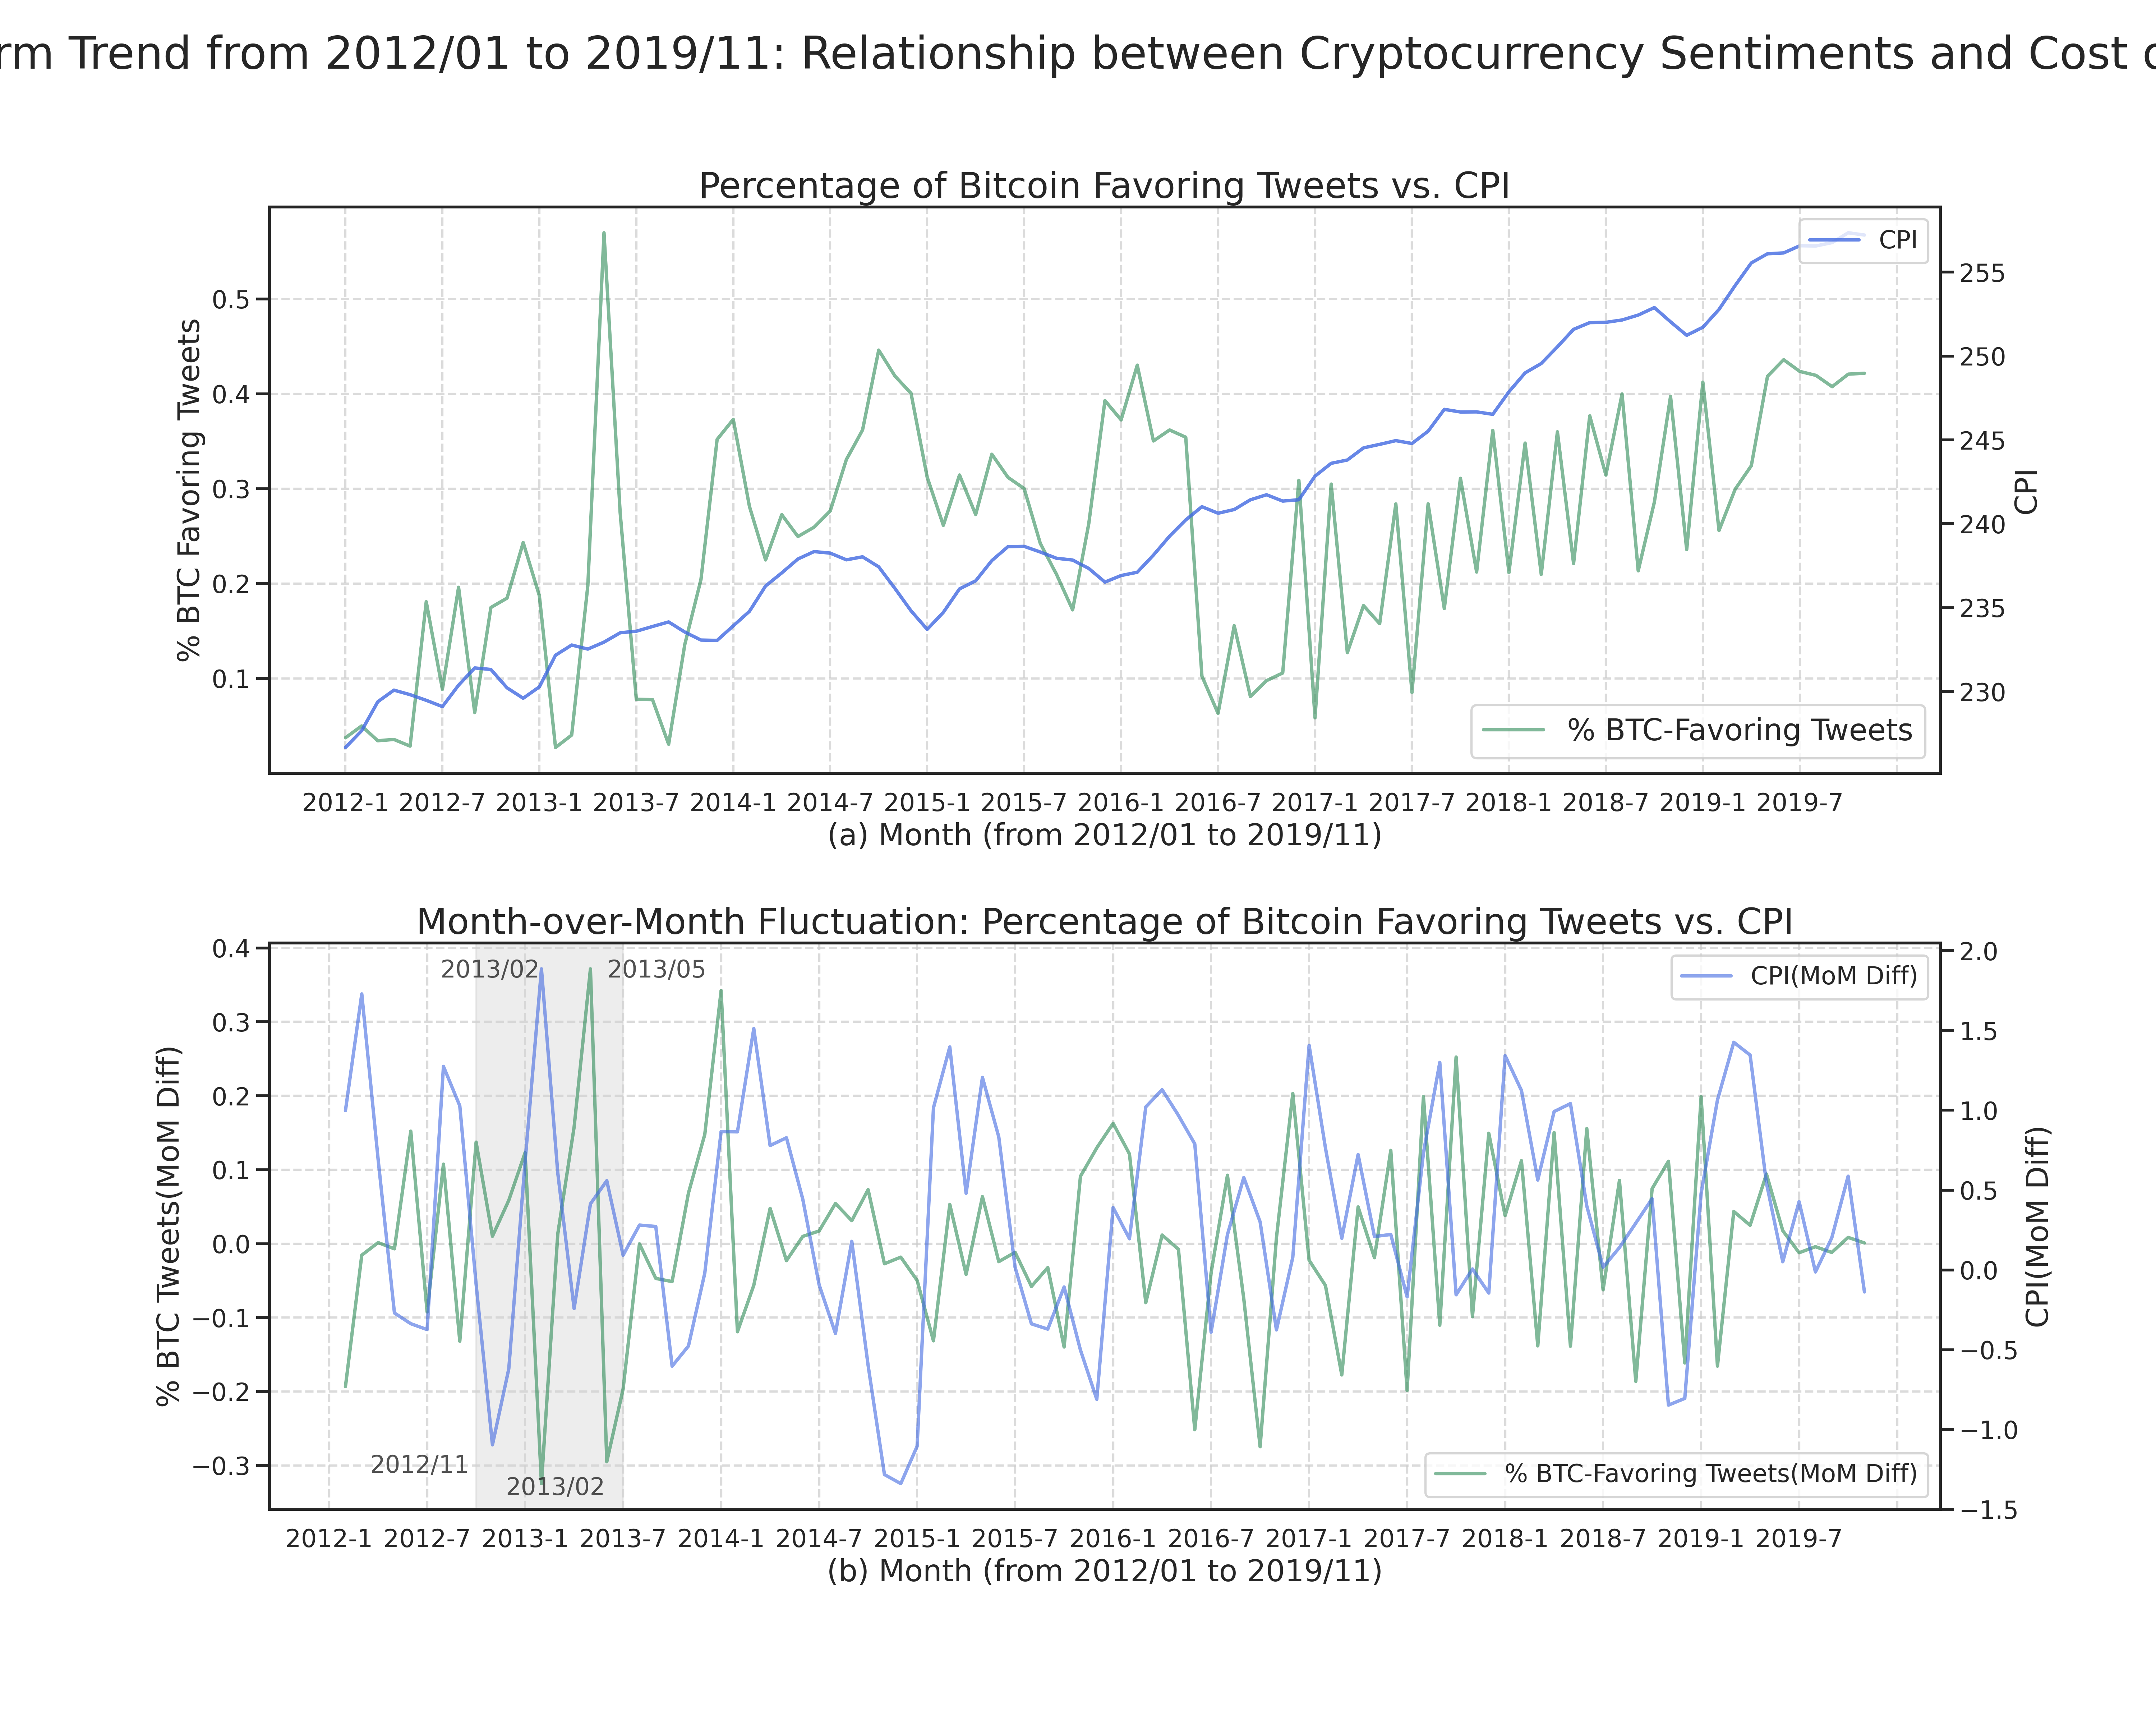 rm Trend from 2012/01 to 2019/11: Relationship between Cryptocurrency Sentiments and Cost
Percentage of Bitcoin Favoring Tweets vs. CPI
% BTC Favoring Tweets
0.5
0.4
0.3
0.2
0.1
CPI
255
250
245
240
235
230
CPI
% BTC-Favoring Tweets
2012-1 2012-7 2013-1 2013-7 2014-1 2014-7 2015-1 2015-7 2016-1 2016-7 2017-1 2017-7 2018-1 2018-7 2019-1 2019-7
(a) Month (from 2012/01 to 2019/11)
Month-over-Month Fluctuation: Percentage of Bitcoin Favoring Tweets vs. CPI
% BTC Tweets(MoM Diff)
0.4
0.3
0.2
0.1
0.0
−0.1
−0.2
−0.3
2013/02
2013/05
2012/11
2013/02
CPI(MoM Diff)
% BTC-Favoring Tweets(MoM Diff)
2.0
1.5
1.0
0.5
0.0
−0.5
−1.0
−1.5
CPI(MoM Diff)
2012-1 2012-7 2013-1 2013-7 2014-1 2014-7 2015-1 2015-7 2016-1 2016-7 2017-1 2017-7 2018-1 2018-7 2019-1 2019-7
(b) Month (from 2012/01 to 2019/11)